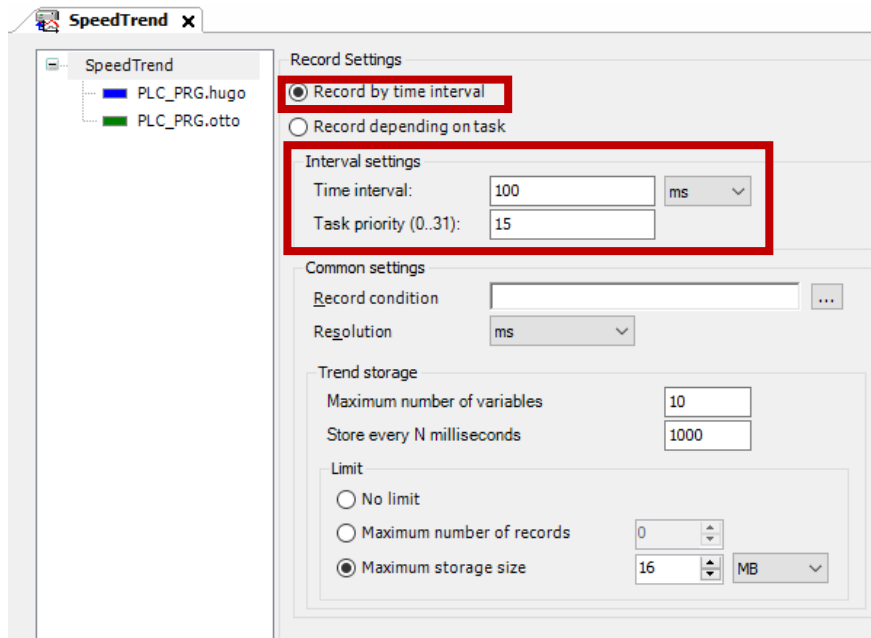 SpeedTrend
SpeedTrend
PLC_PRG.hugo
PLC_PRG.otto
Record Settings
Record by time interval
Record depending on task
Interval settings
Time interval: 100 ms
Task priority (0..31): 15
Common settings
Record condition ...
Resolution ms
Trend storage
Maximum number of variables 10
Store every N milliseconds 1000
Limit
No limit
Maximum number of records 0
Maximum storage size 16 MB